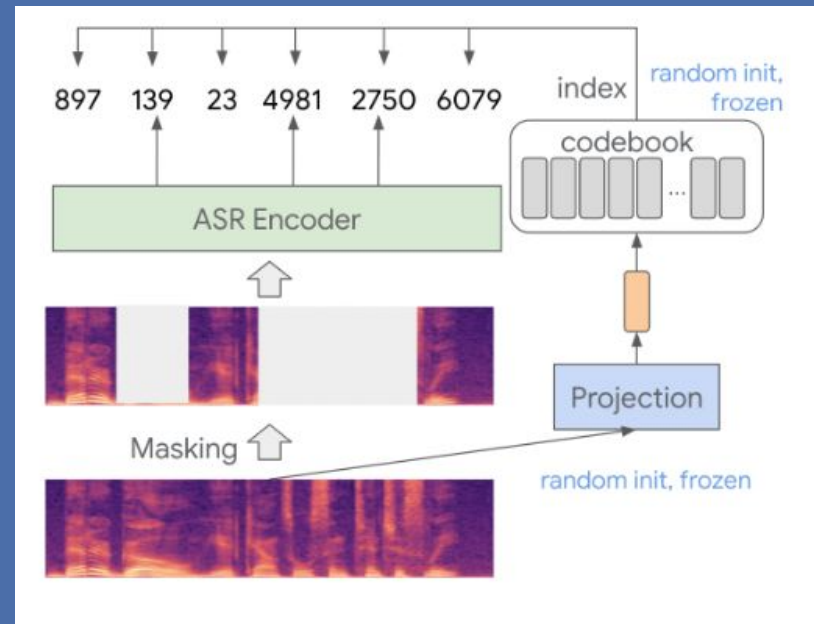 897 139 23 4981 2750 6079
index
random init,
frozen
codebook
...
ASR Encoder
Projection
Masking
random init, frozen